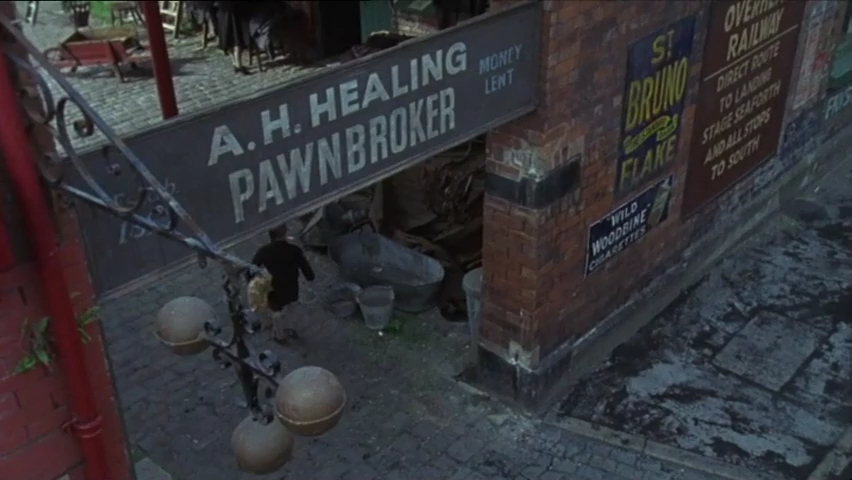 A.H. HEALING
PAWNBROKER
MONEY
LENT
ST
BRUNO
FLAKE
WILD
WOODBINE
CIGARETTES
OVERHEAD
RAILWAY
DIRECT ROUTE
TO LANDING
STAGE SEAFORTH
AND ALL STOPS
TO SOUTH